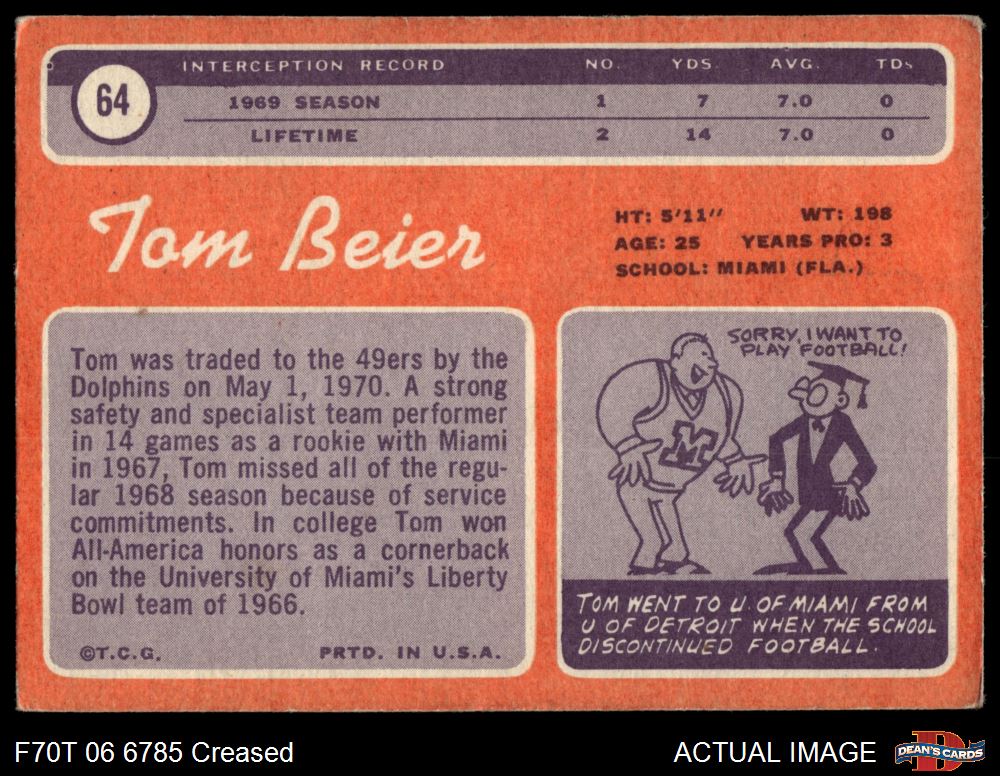 64
INTERCEPTION RECORD NO. YDS. AVG. TDs
1969 SEASON 1 7 7.0 0
LIFETIME 2 14 7.0 0
Tom Beier
HT: 5'11" WT: 198
AGE: 25 YEARS PRO: 3
SCHOOL: MIAMI (FLA.)
Tom was traded to the 49ers by the
Dolphins on May 1, 1970. A strong
safety and specialist team performer
in 14 games as a rookie with Miami
in 1967, Tom missed all of the regu-
lar 1968 season because of service
commitments. In college Tom won
All-America honors as a cornerback
on the University of Miami's Liberty
Bowl team of 1966.
©T.C.G. PRTD. IN U.S.A.
SORRY, I WANT TO
PLAY FOOTBALL!
M
TOM WENT TO U. OF MIAMI FROM
U OF DETROIT WHEN THE SCHOOL
DISCONTINUED FOOTBALL.
F70T 06 6785 Creased
ACTUAL IMAGE
D
DEAN'S CARDS